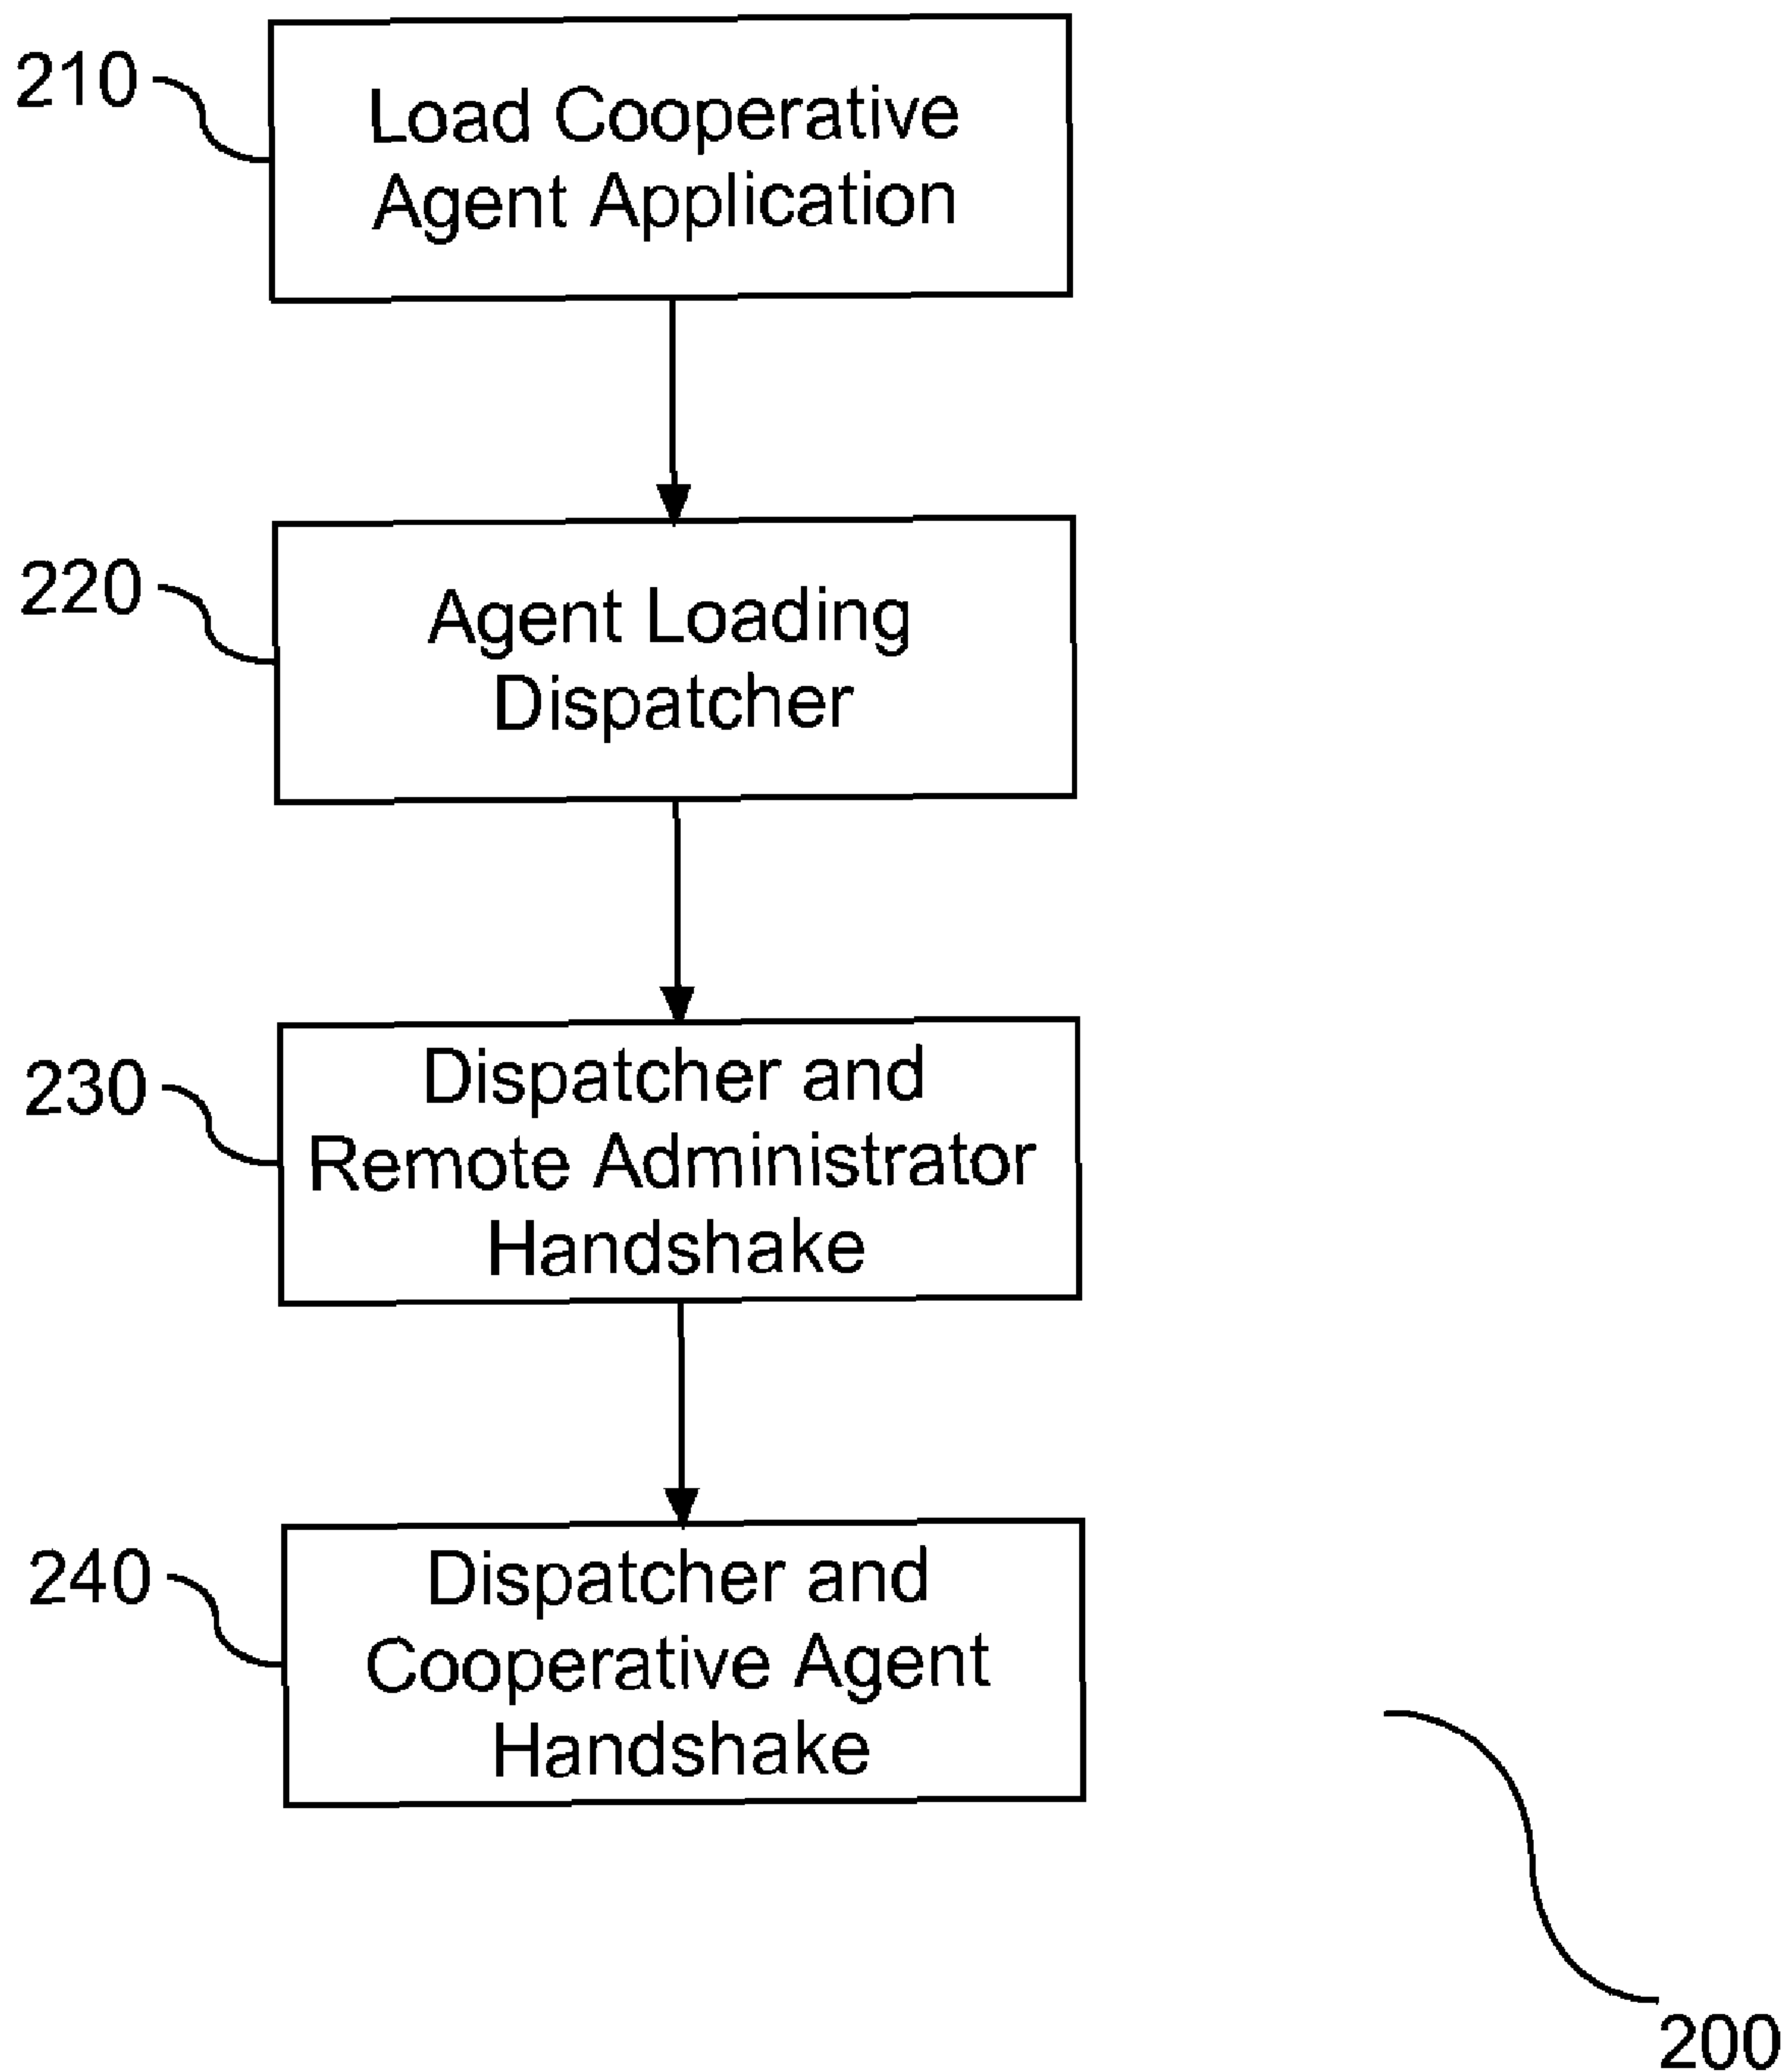 210
Load Cooperative
Agent Application
220
Agent Loading
Dispatcher
230
Dispatcher and
Remote Administrator
Handshake
240
Dispatcher and
Cooperative Agent
Handshake
200